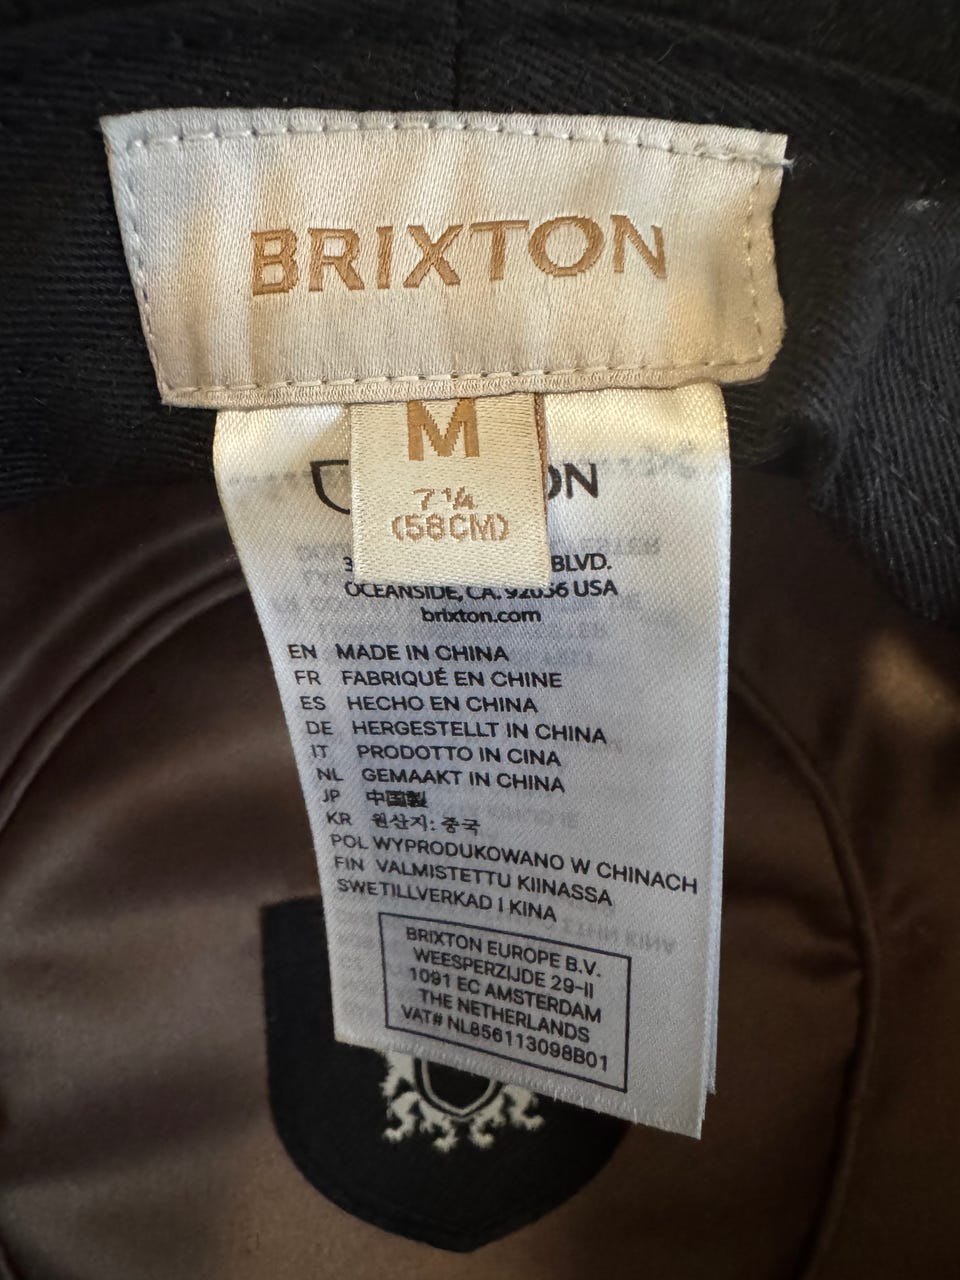 BRIXTON
M
7 1/4
(58CM)
BLVD.
OCEANSIDE, CA. 92056 USA
brixton.com
EN MADE IN CHINA
FR FABRIQUÉ EN CHINE
ES HECHO EN CHINA
DE HERGESTELLT IN CHINA
IT PRODOTTO IN CINA
NL GEMAAKT IN CHINA
JP 中国製
KR 원산지: 중국
POL WYPRODUKOWANO W CHINACH
FIN VALMISTETTU KIINASSA
SWE TILLVERKAD I KINA
BRIXTON EUROPE B.V.
WEESPERZIJDE 29-II
1091 EC AMSTERDAM
THE NETHERLANDS
VAT# NL856113098B01